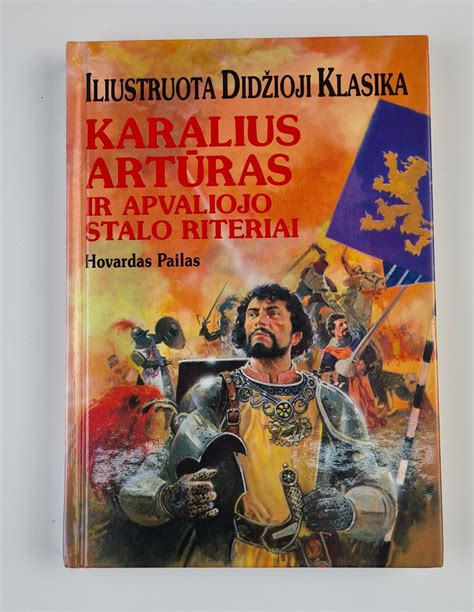 ILIUSTRUOTA DIDŽIOJI KLASIKA
KARALIUS
ARTŪRAS
IR APVALIOJO
STALO RITERIAI
Hovardas Pailas